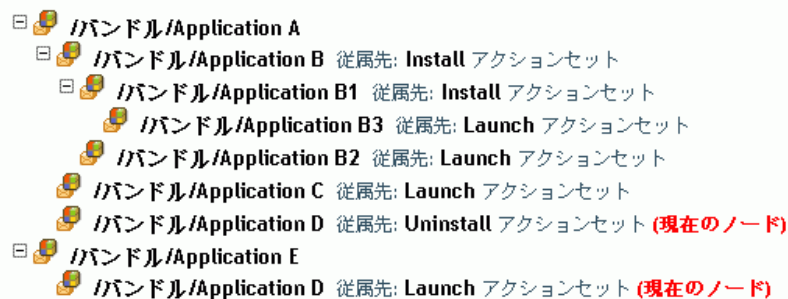 /バンドル/Application A
/バンドル/Application B 従属先: Install アクションセット
/バンドル/Application B1 従属先: Install アクションセット
/バンドル/Application B3 従属先: Launch アクションセット
/バンドル/Application B2 従属先: Launch アクションセット
/バンドル/Application C 従属先: Launch アクションセット
/バンドル/Application D 従属先: Uninstall アクションセット (現在のノード)
/バンドル/Application E
/バンドル/Application D 従属先: Launch アクションセット (現在のノード)